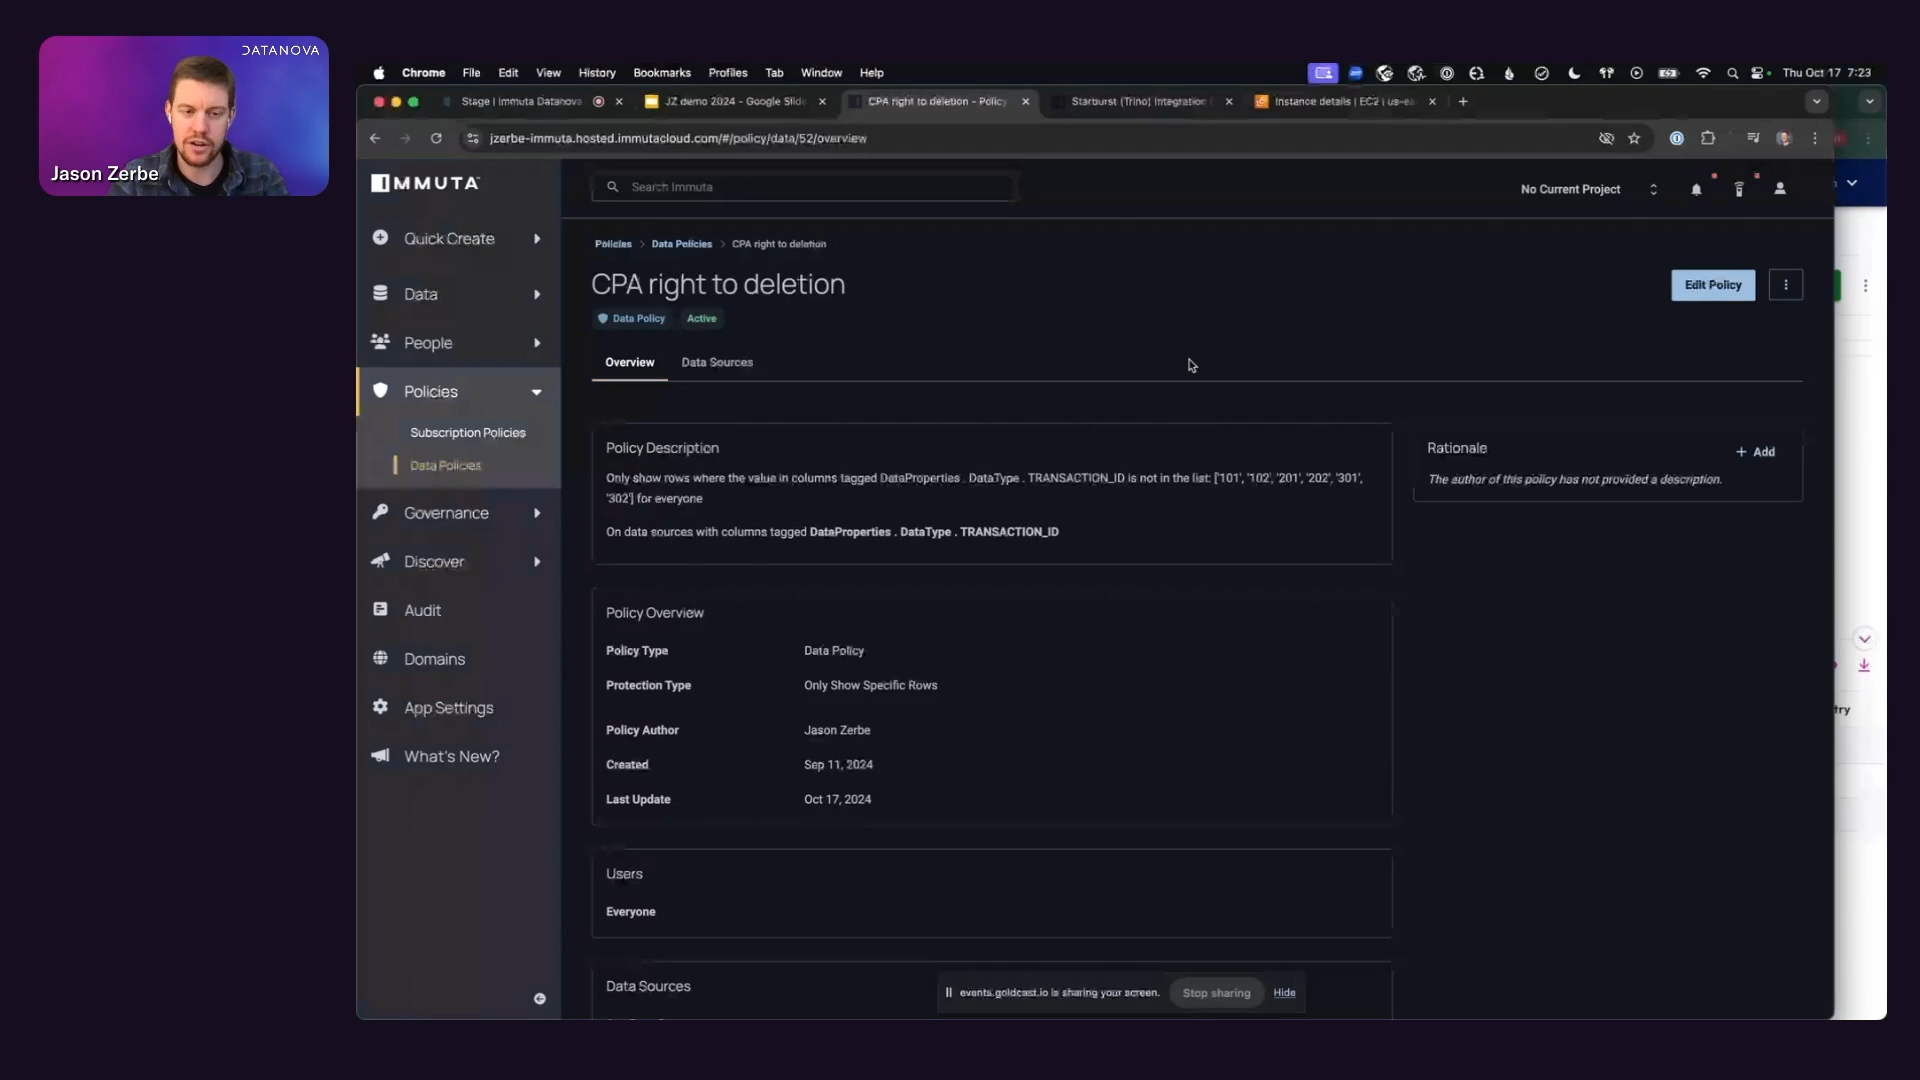 DATANOVA
Jason Zerbe
Chrome File Edit View History Bookmarks Profiles Tab Window Help
Thu Oct 17 7:23
Stage | Immuta Datanova
JZ demo 2024 - Google Slide
CPA right to deletion - Policy
Starburst (Trino) Integration
Instance details | EC2 | us-ea
jzerbe-immuta.hosted.immutacloud.com/#/policy/data/52/overview
IMMUTA
Search Immuta
No Current Project
Quick Create
Data
People
Policies
Subscription Policies
Data Policies
Governance
Discover
Audit
Domains
App Settings
What's New?
Policies > Data Policies > CPA right to deletion
CPA right to deletion
Edit Policy
Data Policy Active
Overview Data Sources
Policy Description
Only show rows where the value in columns tagged DataProperties . DataType . TRANSACTION_ID is not in the list: ['101', '102', '201', '202', '301',
'302'] for everyone
On data sources with columns tagged DataProperties . DataType . TRANSACTION_ID
Rationale
+ Add
The author of this policy has not provided a description.
Policy Overview
Policy Type Data Policy
Protection Type Only Show Specific Rows
Policy Author Jason Zerbe
Created Sep 11, 2024
Last Update Oct 17, 2024
Users
Everyone
Data Sources
events.goldcast.io is sharing your screen. Stop sharing Hide
try